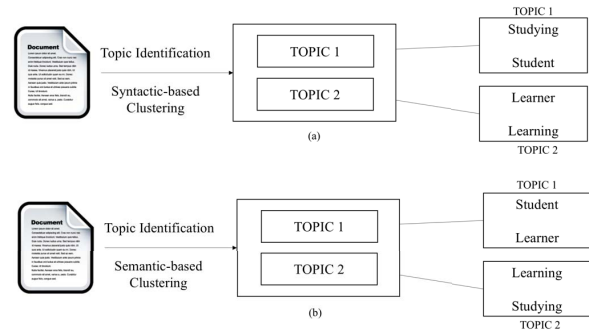 TOPIC 1
Document
Topic Identification
Syntactic-based
Clustering
TOPIC 1
TOPIC 2
(a)
Studying
Student
Learner
Learning
TOPIC 2
TOPIC 1
Document
Topic Identification
Semantic-based
Clustering
TOPIC 1
TOPIC 2
(b)
Student
Learner
Learning
Studying
TOPIC 2